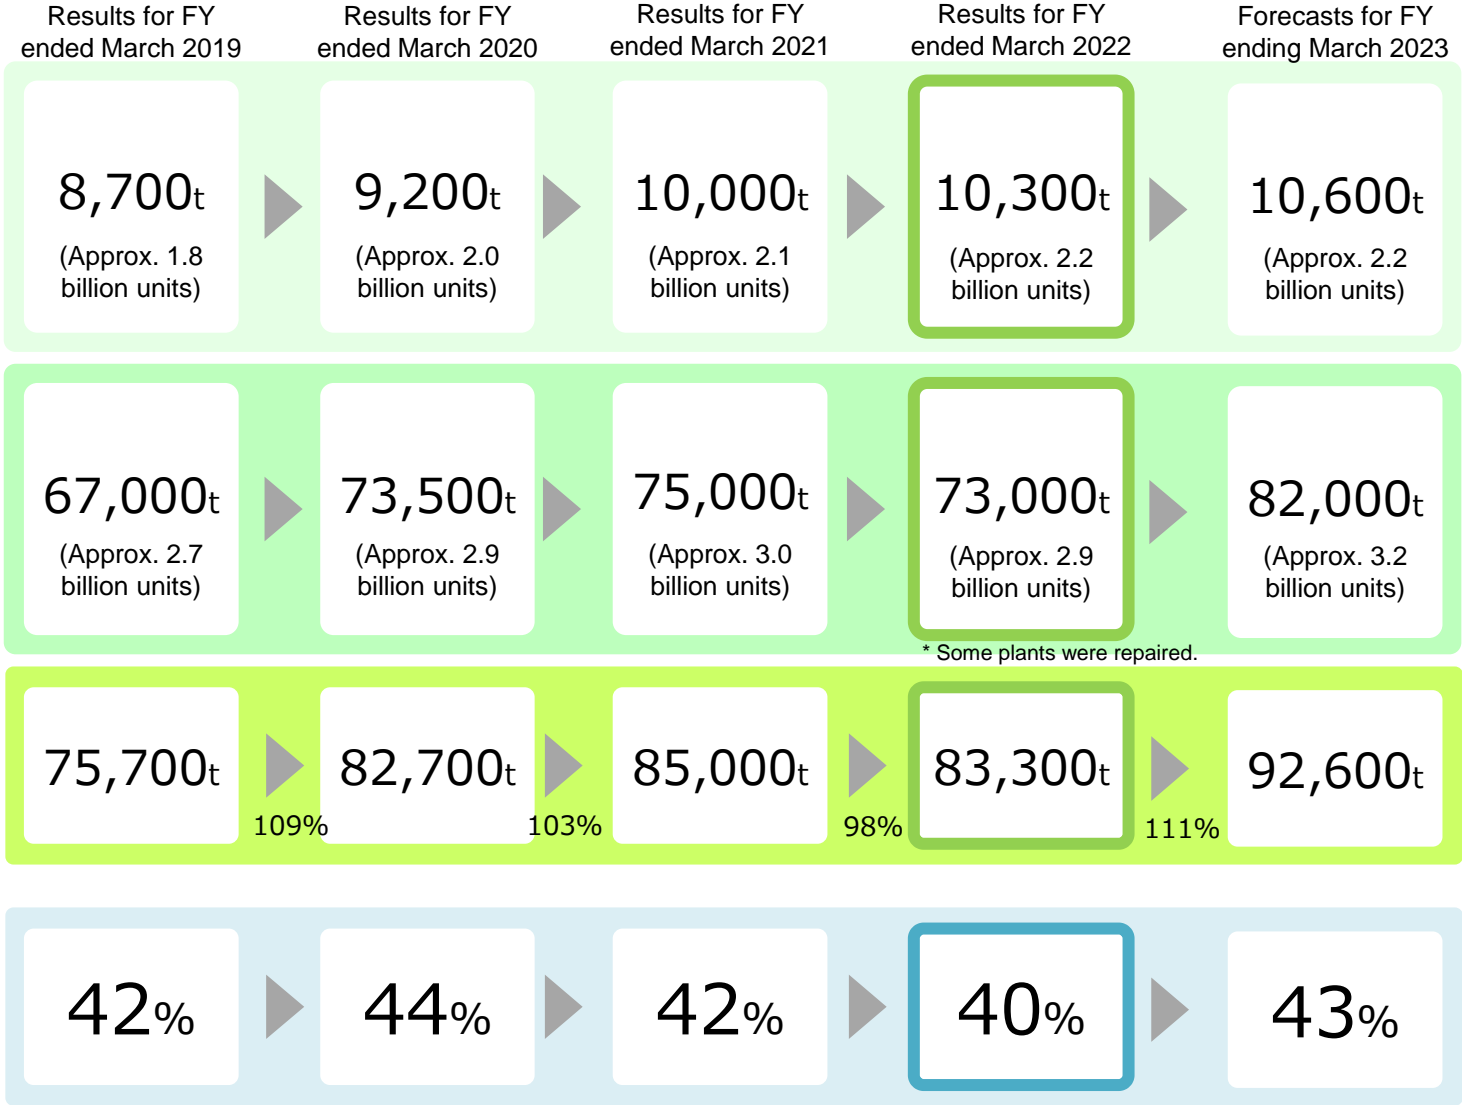 Results for FY
ended March 2019
Results for FY
ended March 2020
Results for FY
ended March 2021
Results for FY
ended March 2022
Forecasts for FY
ending March 2023
8,700t
(Approx. 1.8
billion units)
9,200t
(Approx. 2.0
billion units)
10,000t
(Approx. 2.1
billion units)
10,300t
(Approx. 2.2
billion units)
10,600t
(Approx. 2.2
billion units)
67,000t
(Approx. 2.7
billion units)
73,500t
(Approx. 2.9
billion units)
75,000t
(Approx. 3.0
billion units)
73,000t
(Approx. 2.9
billion units)
82,000t
(Approx. 3.2
billion units)
* Some plants were repaired.
75,700t
109%
82,700t
103%
85,000t
98%
83,300t
111%
92,600t
42%
44%
42%
40%
43%